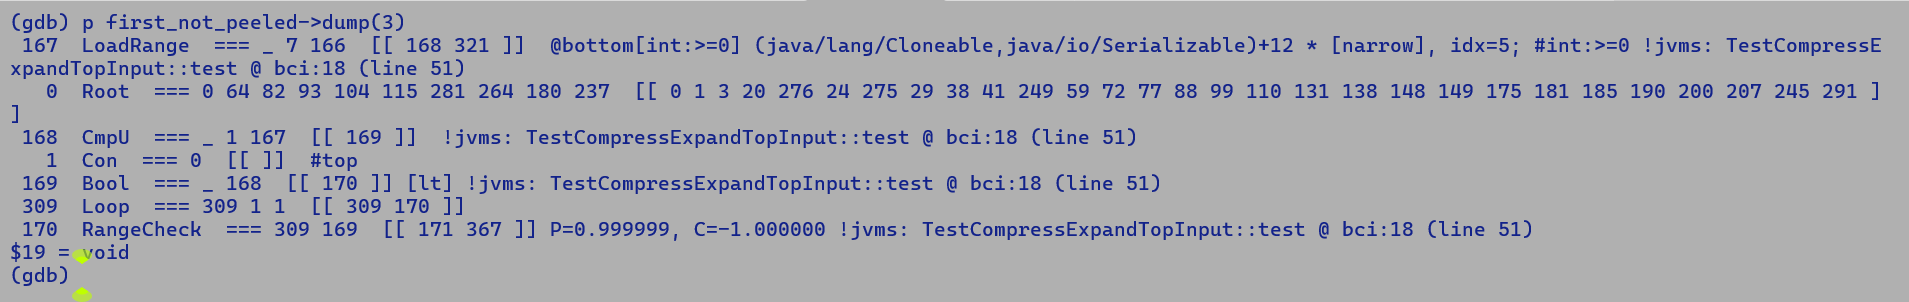 (gdb) p first_not_peeled->dump(3)
 167  LoadRange  === _ 7 166  [[ 168 321 ]]  @bottom[int:>=0] (java/lang/Cloneable,java/io/Serializable)+12 * [narrow], idx=5; #int:>=0 !jvms: TestCompressE
xpandTopInput::test @ bci:18 (line 51)
   0  Root  === 0 64 82 93 104 115 281 264 180 237  [[ 0 1 3 20 276 24 275 29 38 41 249 59 72 77 88 99 110 131 138 148 149 175 181 185 190 200 207 245 291 ]
]
 168  CmpU  === _ 1 167  [[ 169 ]]  !jvms: TestCompressExpandTopInput::test @ bci:18 (line 51)
   1  Con  === 0  [[ ]]  #top
 169  Bool  === _ 168  [[ 170 ]] [lt] !jvms: TestCompressExpandTopInput::test @ bci:18 (line 51)
 309  Loop  === 309 1 1  [[ 309 170 ]]
 170  RangeCheck  === 309 169  [[ 171 367 ]] P=0.999999, C=-1.000000 !jvms: TestCompressExpandTopInput::test @ bci:18 (line 51)
$19 = void
(gdb)